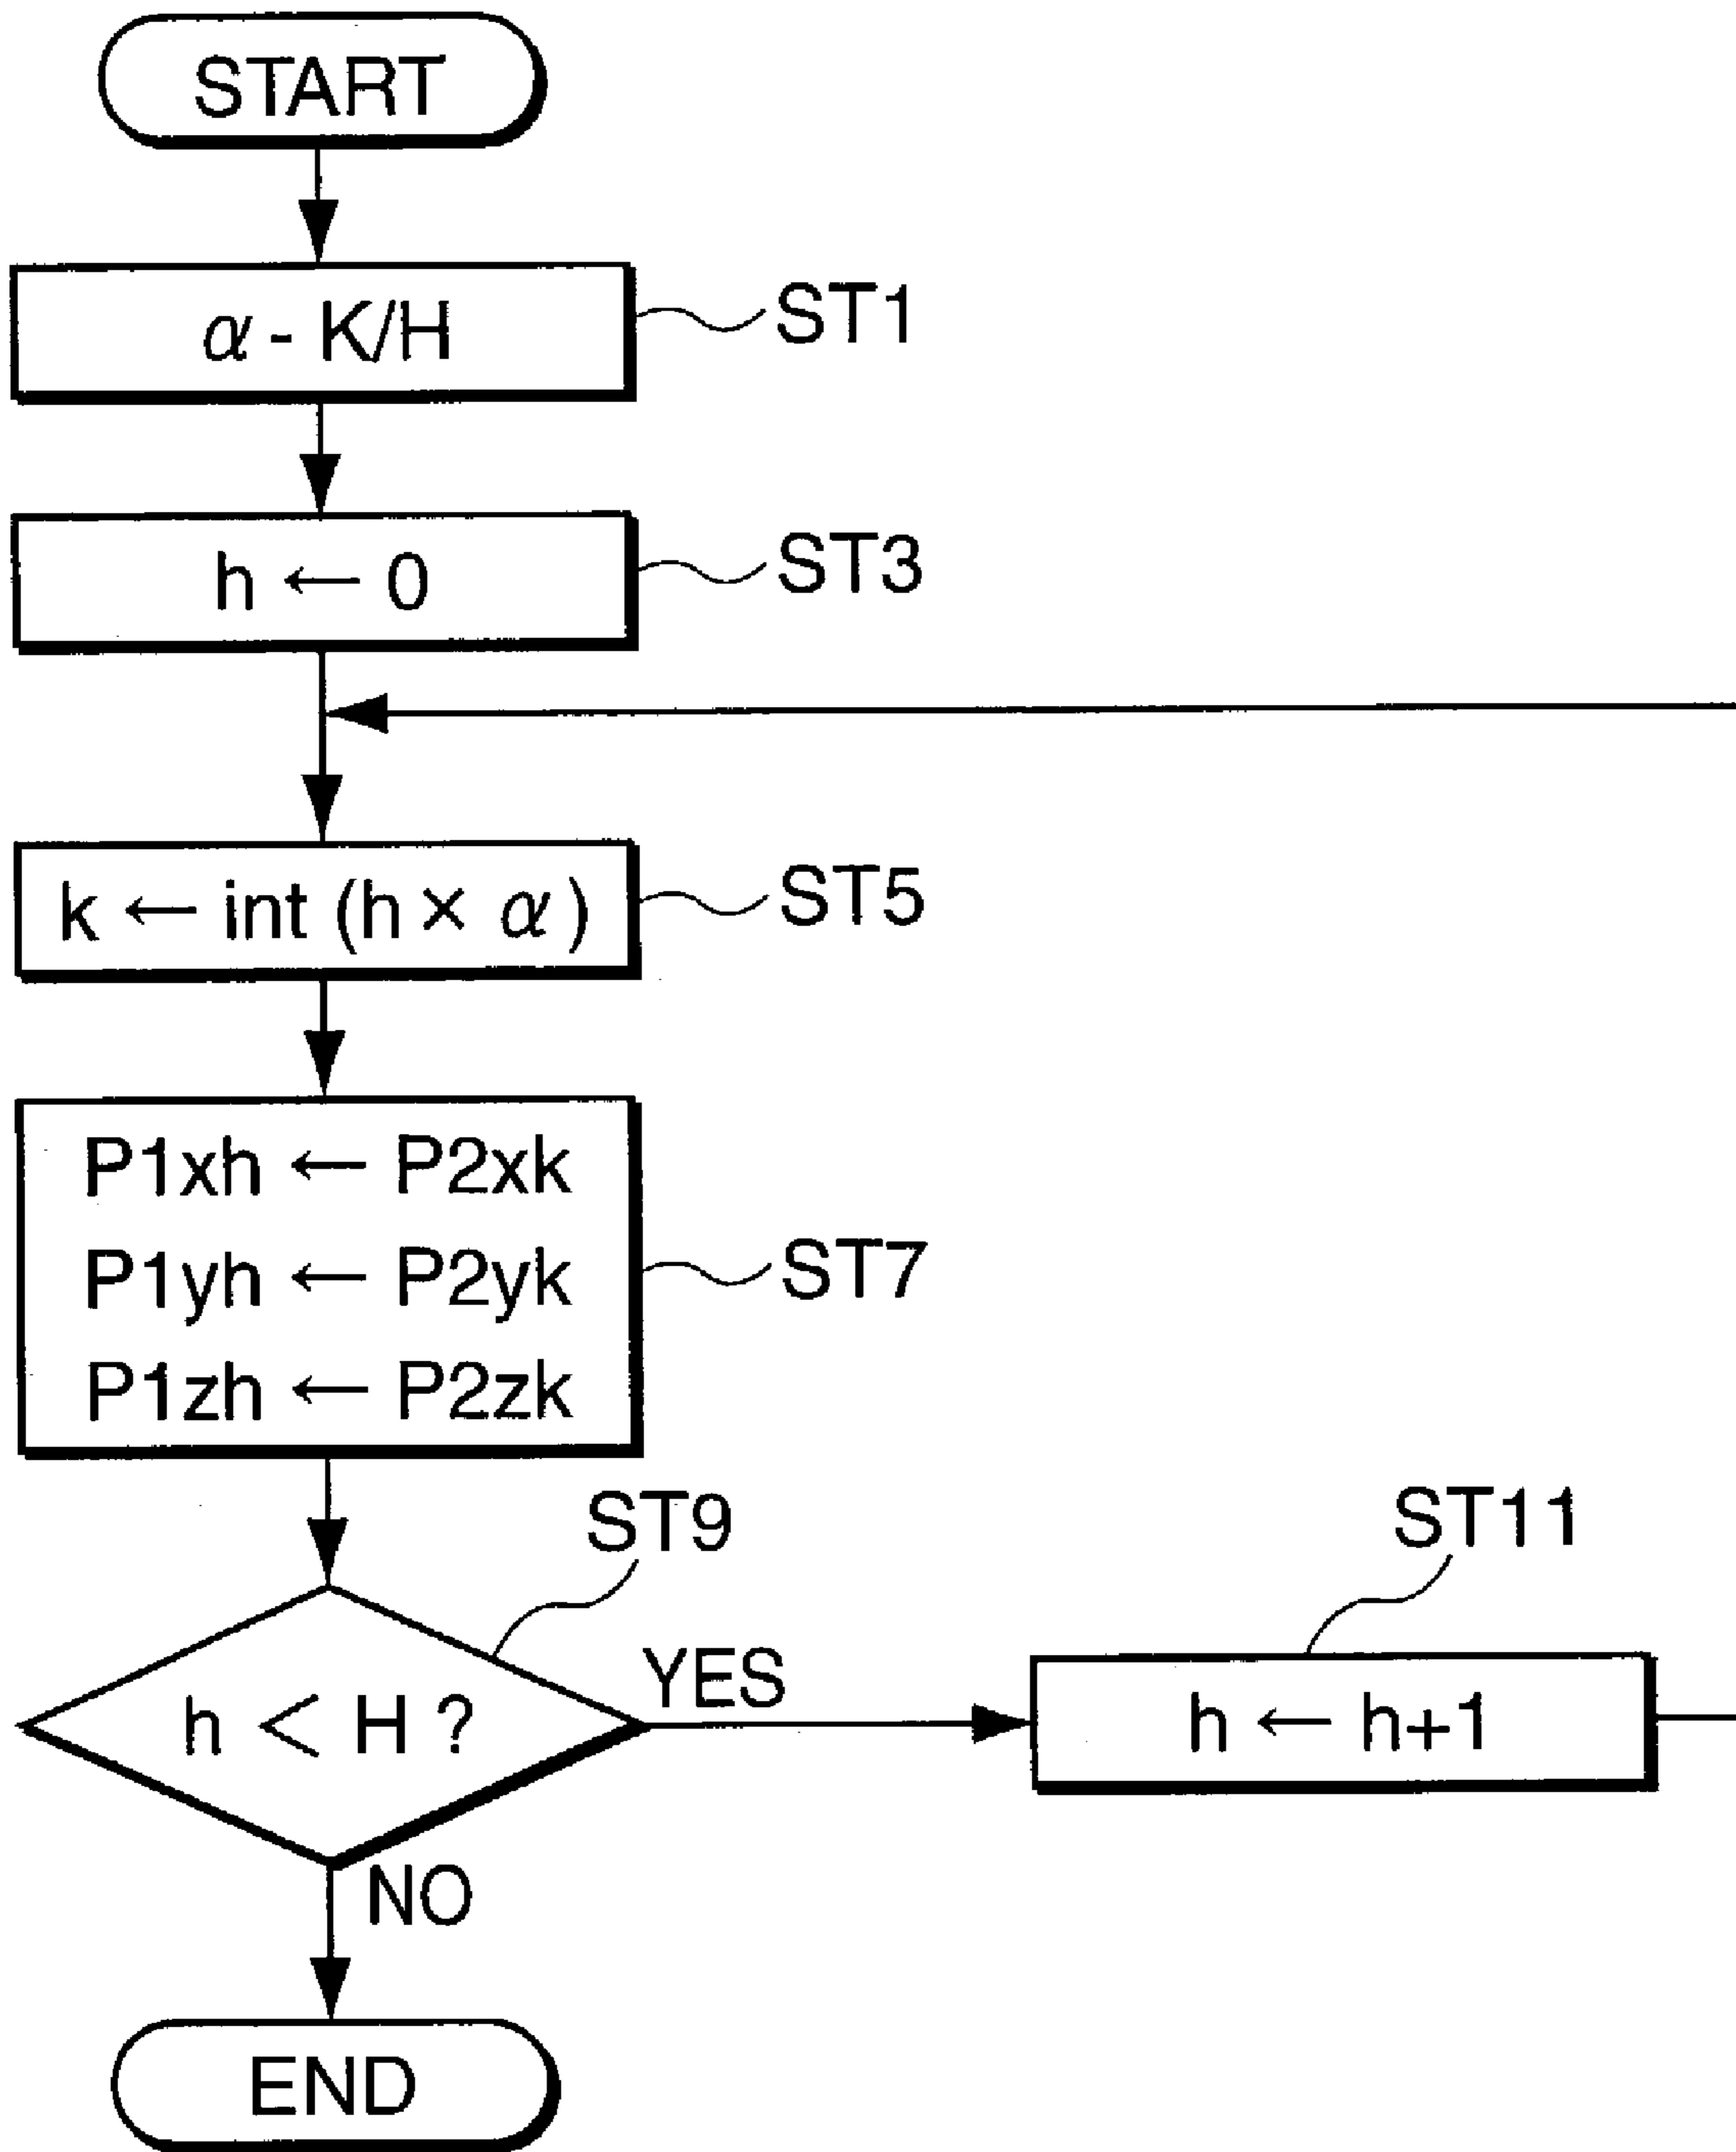 START
α - K/H
ST1
h ← 0
ST3
k ← int (h × α)
ST5
P1xh ← P2xk
P1yh ← P2yk
P1zh ← P2zk
ST7
ST9
ST11
h < H ?
YES
h ← h+1
NO
END